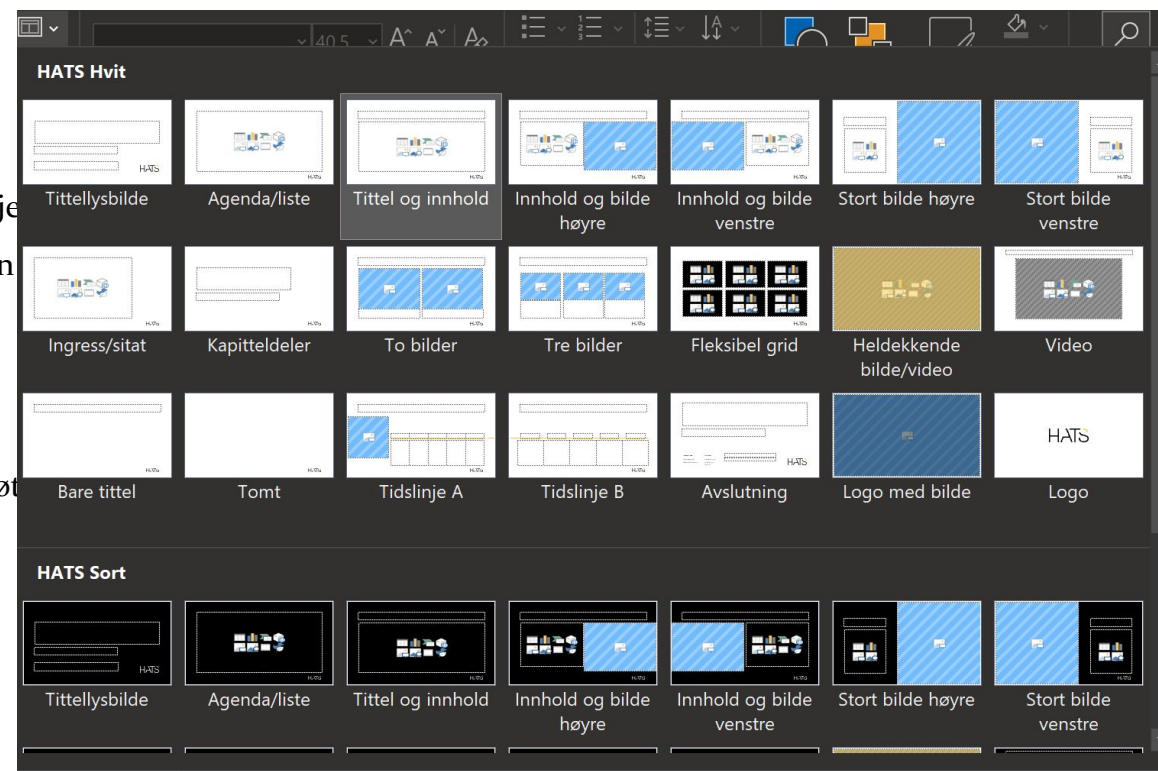 40.5
HATS Hvit
Tittellysbilde
Agenda/liste
Tittel og innhold
Innhold og bilde
høyre
Innhold og bilde
venstre
Stort bilde høyre
Stort bilde
venstre
Ingress/sitat
Kapitteldeler
To bilder
Tre bilder
Fleksibel grid
Heldekkende
bilde/video
Video
Bare tittel
Tomt
Tidslinje A
Tidslinje B
Avslutning
Logo med bilde
HATS
Logo
HATS Sort
Tittellysbilde
Agenda/liste
Tittel og innhold
Innhold og bilde
høyre
Innhold og bilde
venstre
Stort bilde høyre
Stort bilde
venstre